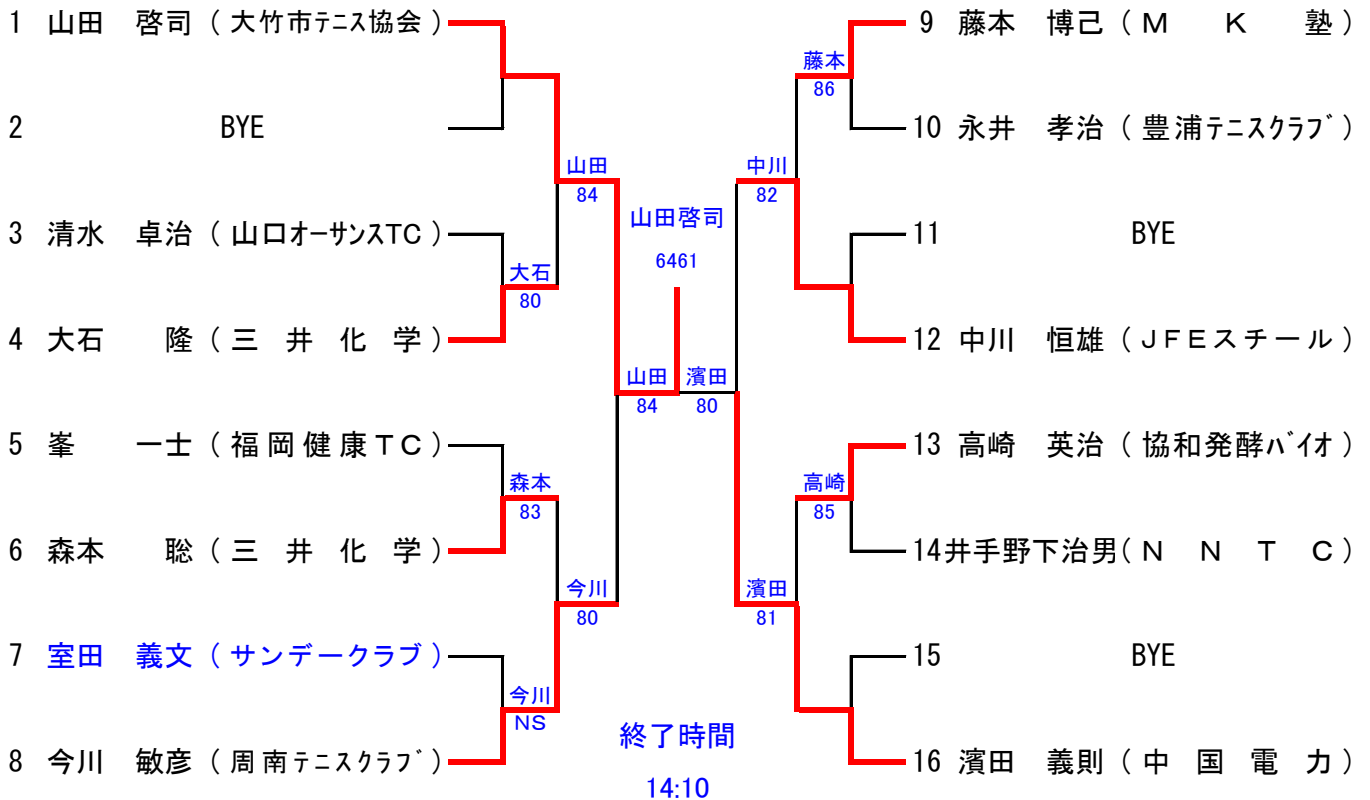 1 山田 啓司 ( 大竹市テニス協会 )
2 BYE
山田
84
3 清水 卓治 ( 山口オーサンスTC )
大石
80
4 大石 隆 ( 三 井 化 学 )
山田
84
5 峯 一士 ( 福岡健康TC )
森本
83
6 森本 聡 ( 三 井 化 学 )
今川
80
7 室田 義文 ( サンデークラブ )
今川
NS
8 今川 敏彦 ( 周南テニスクラブ )
山田啓司
6461
終了時間
14:10
9 藤本 博己 ( M K 塾 )
藤本
86
10 永井 孝治 ( 豊浦テニスクラブ )
中川
82
11 BYE
12 中川 恒雄 ( JFEスチール )
濱田
80
13 高崎 英治 ( 協和発酵バイオ )
高崎
85
14 井手野下治男 ( N N T C )
濱田
81
15 BYE
16 濱田 義則 ( 中 国 電 力 )